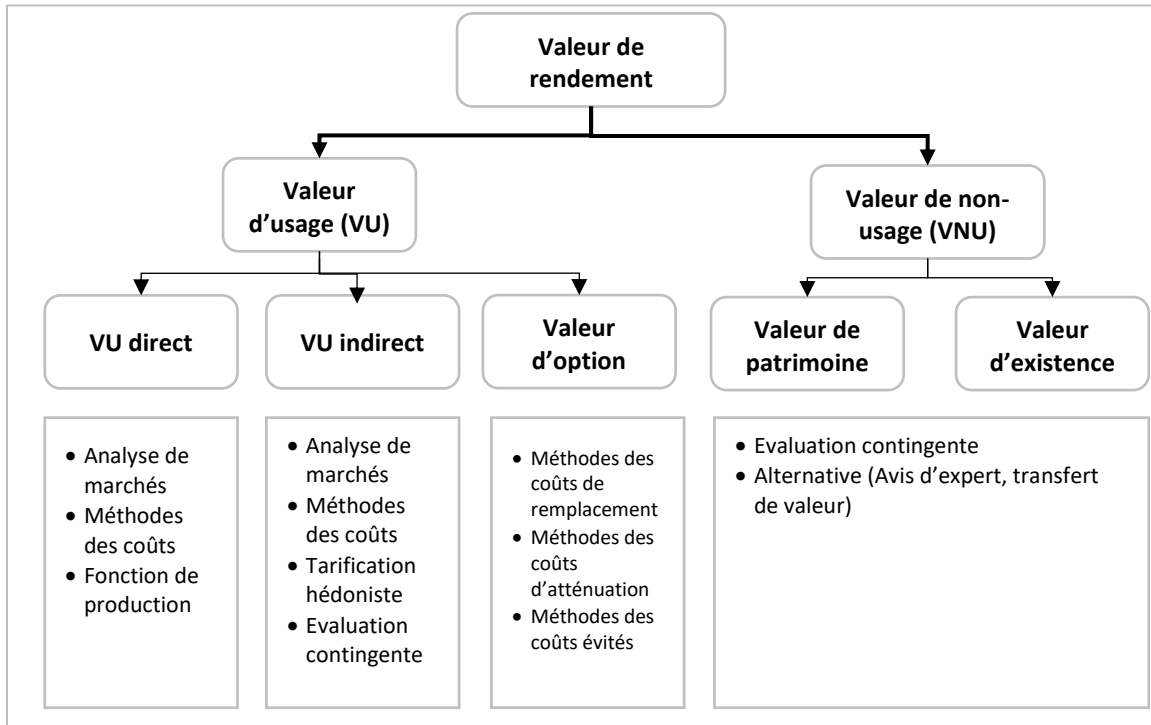 Valeur de
rendement
Valeur
d’usage (VU)
Valeur de non-
usage (VNU)
VU direct
VU indirect
Valeur
d’option
Valeur de
patrimoine
Valeur
d’existence
• Analyse de
marchés
• Méthodes
des coûts
• Fonction de
production
• Analyse de
marchés
• Méthodes
des coûts
• Tarification
hédoniste
• Evaluation
contingente
• Méthodes des
coûts de
remplacement
• Méthodes des
coûts
d’atténuation
• Méthodes des
coûts évités
• Evaluation contingente
• Alternative (Avis d’expert, transfert
de valeur)